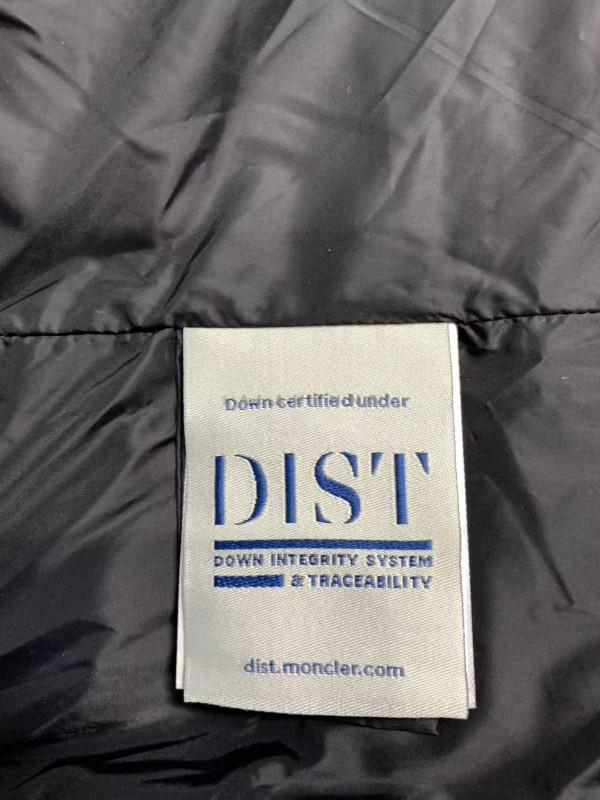 Down certified under
DIST
DOWN INTEGRITY SYSTEM
& TRACEABILITY
dist.moncler.com